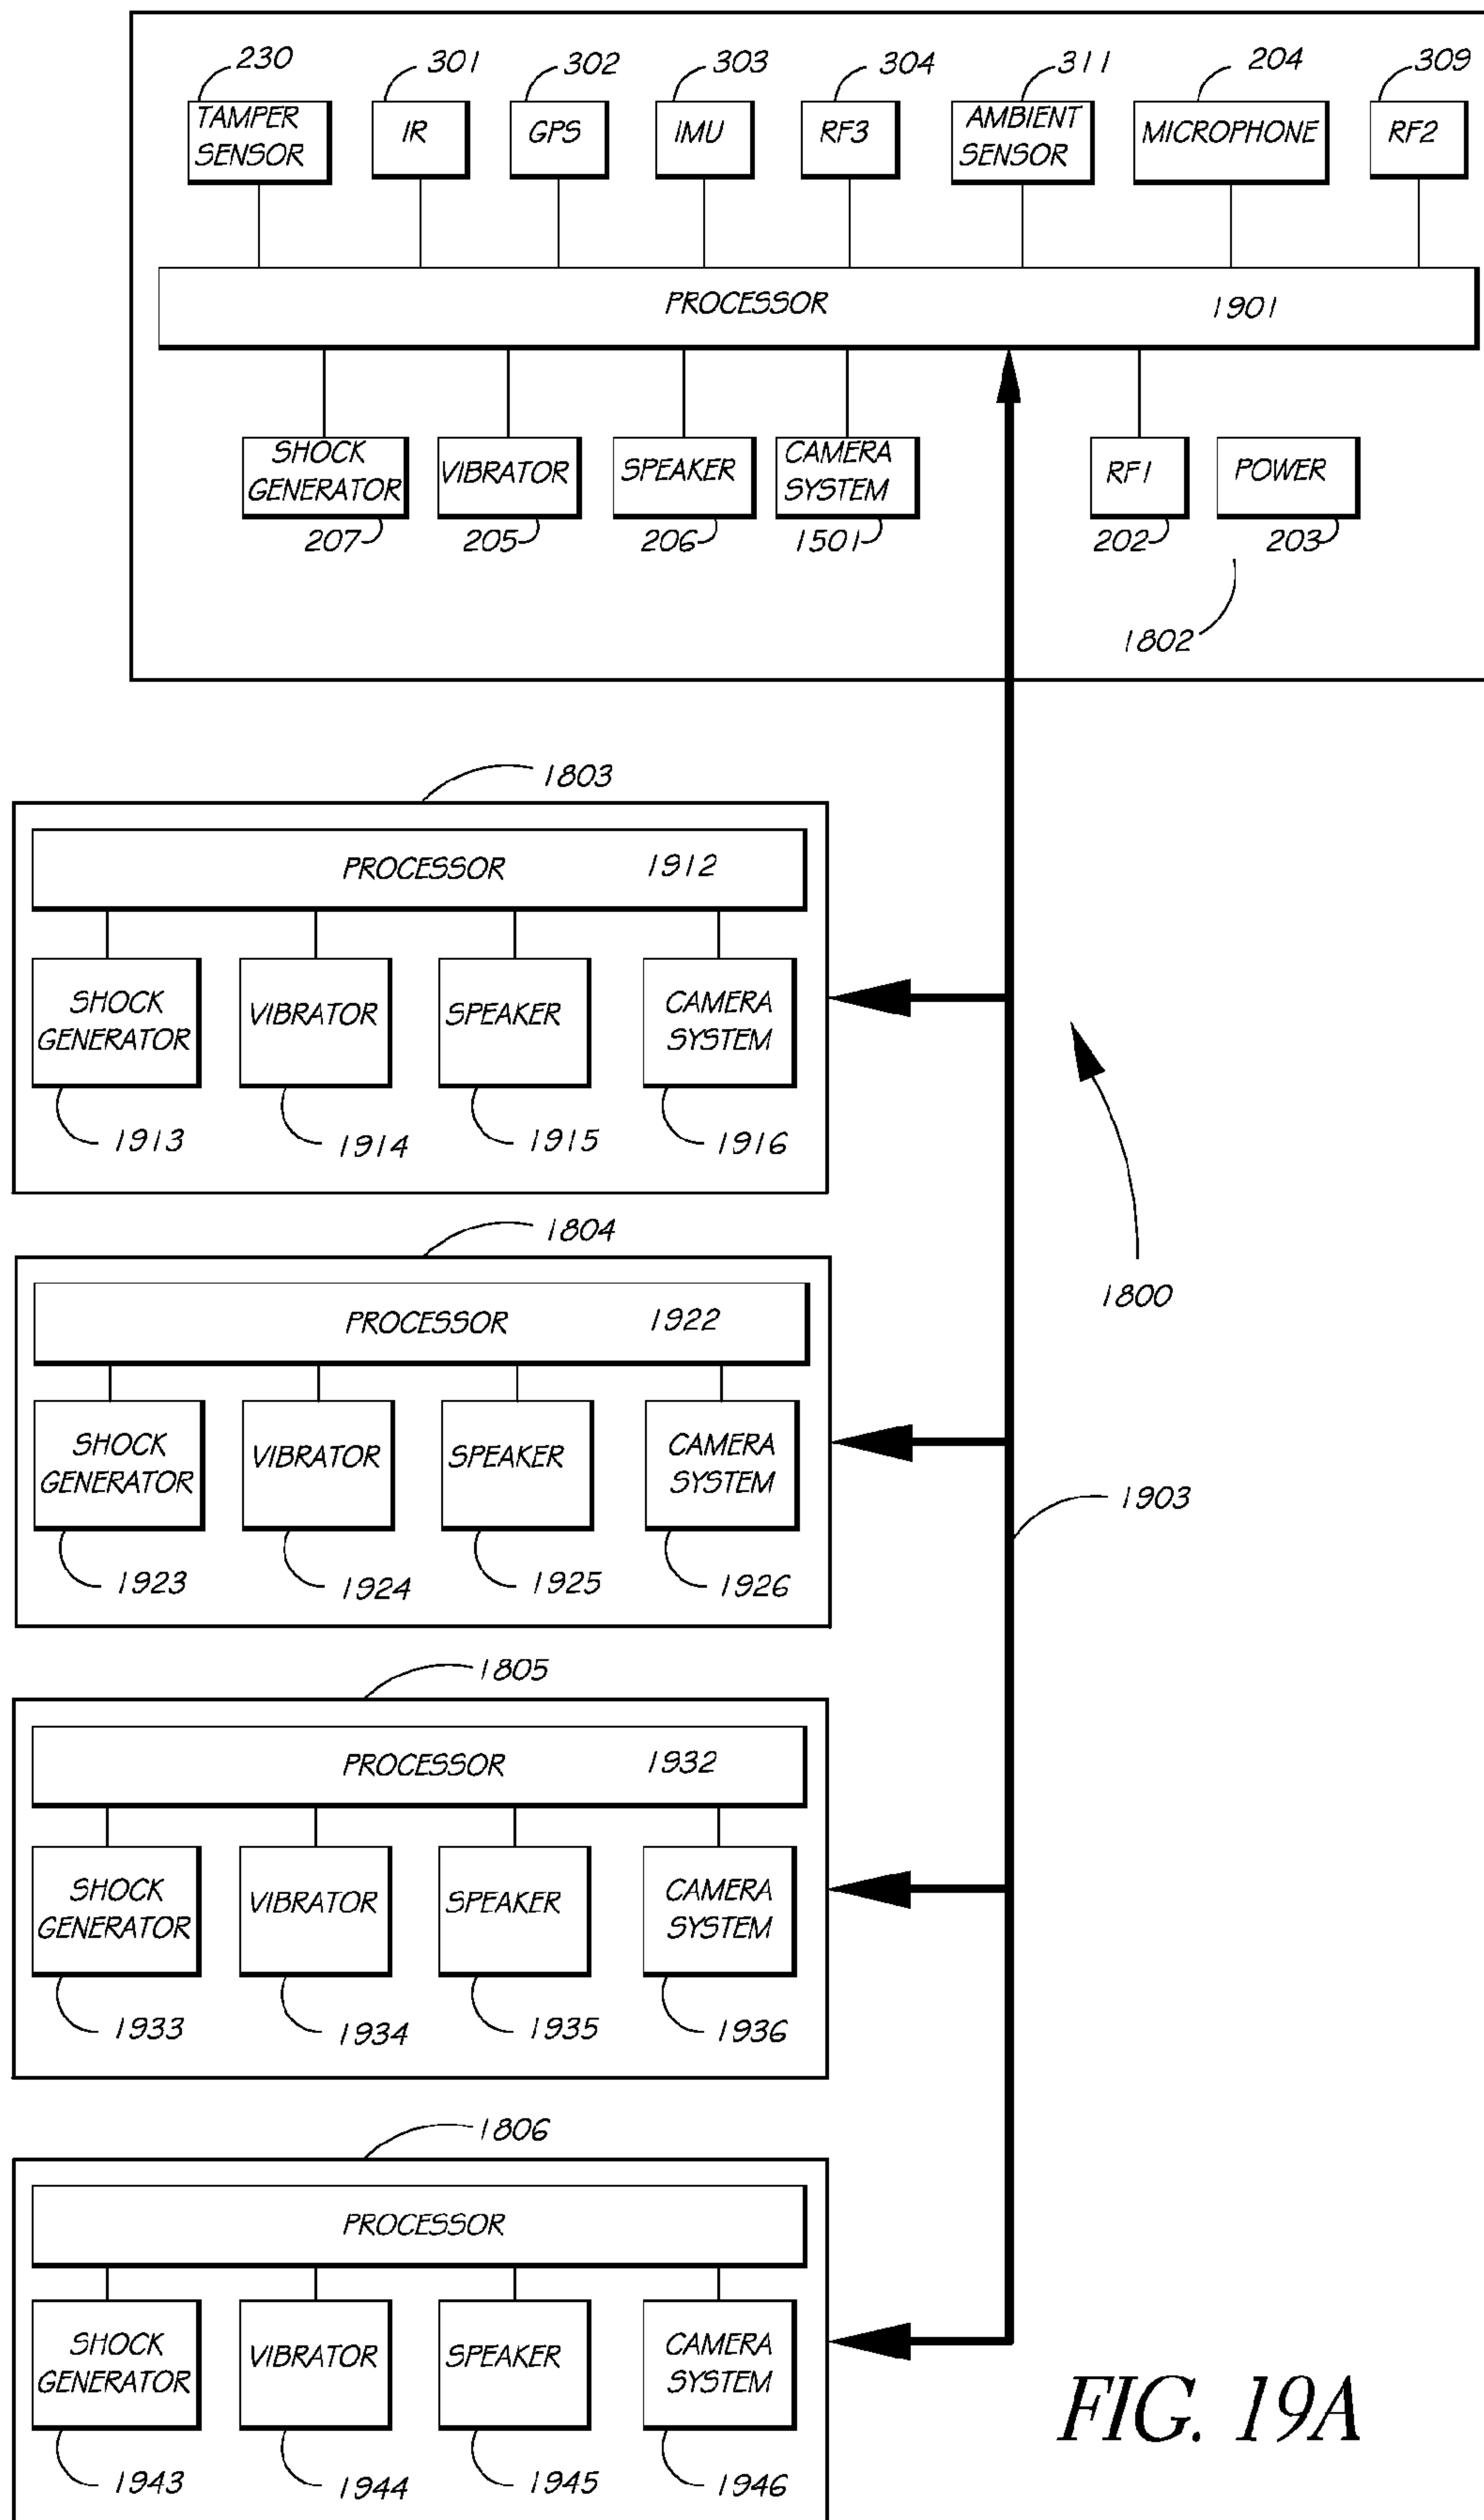 230
301
302
303
304
311
204
309
TAMPER
SENSOR
IR
GPS
IMU
RF3
AMBIENT
SENSOR
MICROPHONE
RF2
PROCESSOR
1901
SHOCK
GENERATOR
VIBRATOR
SPEAKER
CAMERA
SYSTEM
RF1
POWER
207
205
206
1501
202
203
1802
1803
PROCESSOR
1912
SHOCK
GENERATOR
VIBRATOR
SPEAKER
CAMERA
SYSTEM
1913
1914
1915
1916
1804
PROCESSOR
1922
1800
SHOCK
GENERATOR
VIBRATOR
SPEAKER
CAMERA
SYSTEM
1903
1923
1924
1925
1926
1805
PROCESSOR
1932
SHOCK
GENERATOR
VIBRATOR
SPEAKER
CAMERA
SYSTEM
1933
1934
1935
1936
1806
PROCESSOR
SHOCK
GENERATOR
VIBRATOR
SPEAKER
CAMERA
SYSTEM
1943
1944
1945
1946
FIG. 19A